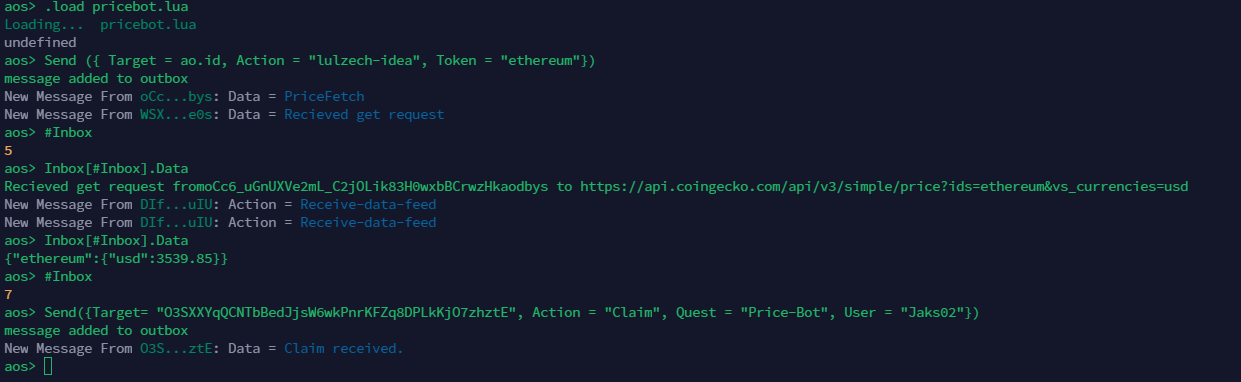 aos> .load pricebot.lua
Loading...  pricebot.lua
undefined
aos> Send ({ Target = ao.id, Action = "lulzech-idea", Token = "ethereum"})
message added to outbox
New Message From oCc...bys: Data = PriceFetch
New Message From WSX...e0s: Data = Recieved get request
aos> #Inbox
5
aos> Inbox[#Inbox].Data
Recieved get request fromoCc6_uGnUXVe2mL_C2jOLik83H0wxbBCrwzHkaodbys to https://api.coingecko.com/api/v3/simple/price?ids=ethereum&vs_currencies=usd
New Message From DIf...uIU: Action = Receive-data-feed
New Message From DIf...uIU: Action = Receive-data-feed
aos> Inbox[#Inbox].Data
{"ethereum":{"usd":3539.85}}
aos> #Inbox
7
aos> Send({Target= "O3SXXYqQCNTbBedJjsW6wkPnrKFZq8DPLkKjO7zhztE", Action = "Claim", Quest = "Price-Bot", User = "Jaks02"})
message added to outbox
New Message From O3S...ztE: Data = Claim received.
aos>